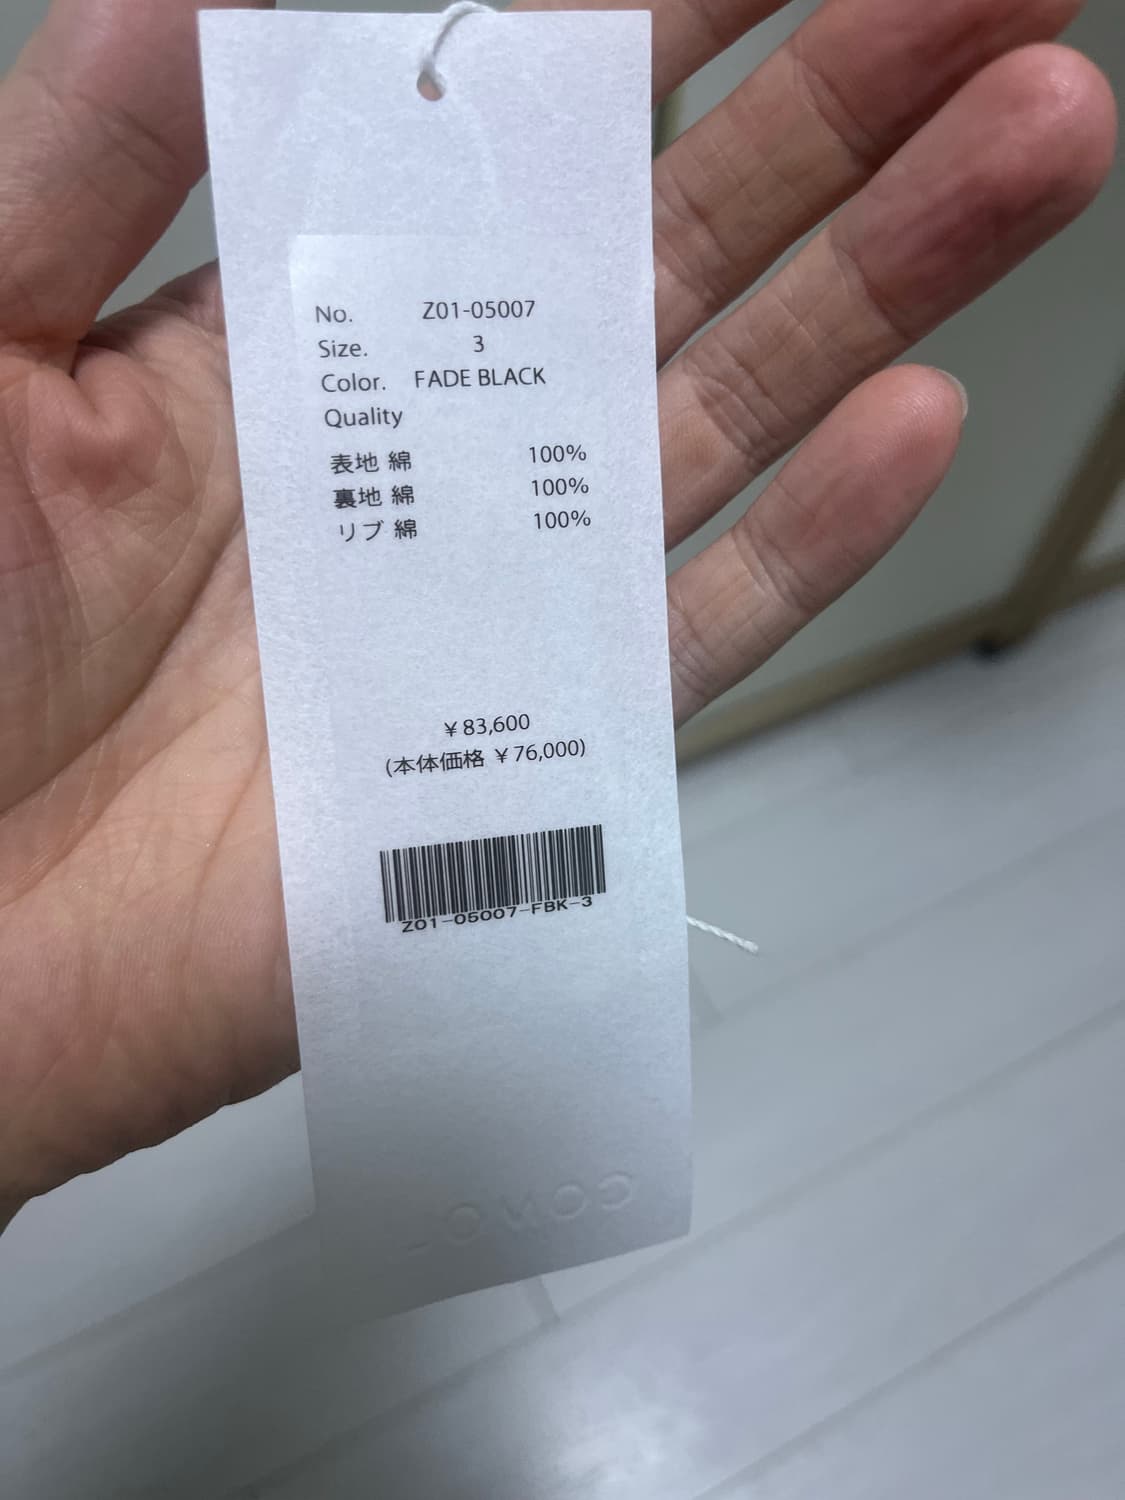 No. Z01-05007
Size. 3
Color. FADE BLACK
Quality
表地 綿 100%
裏地 綿 100%
リブ 綿 100%
￥83,600
(本体価格 ￥76,000)
Z01-05007-FBK-3